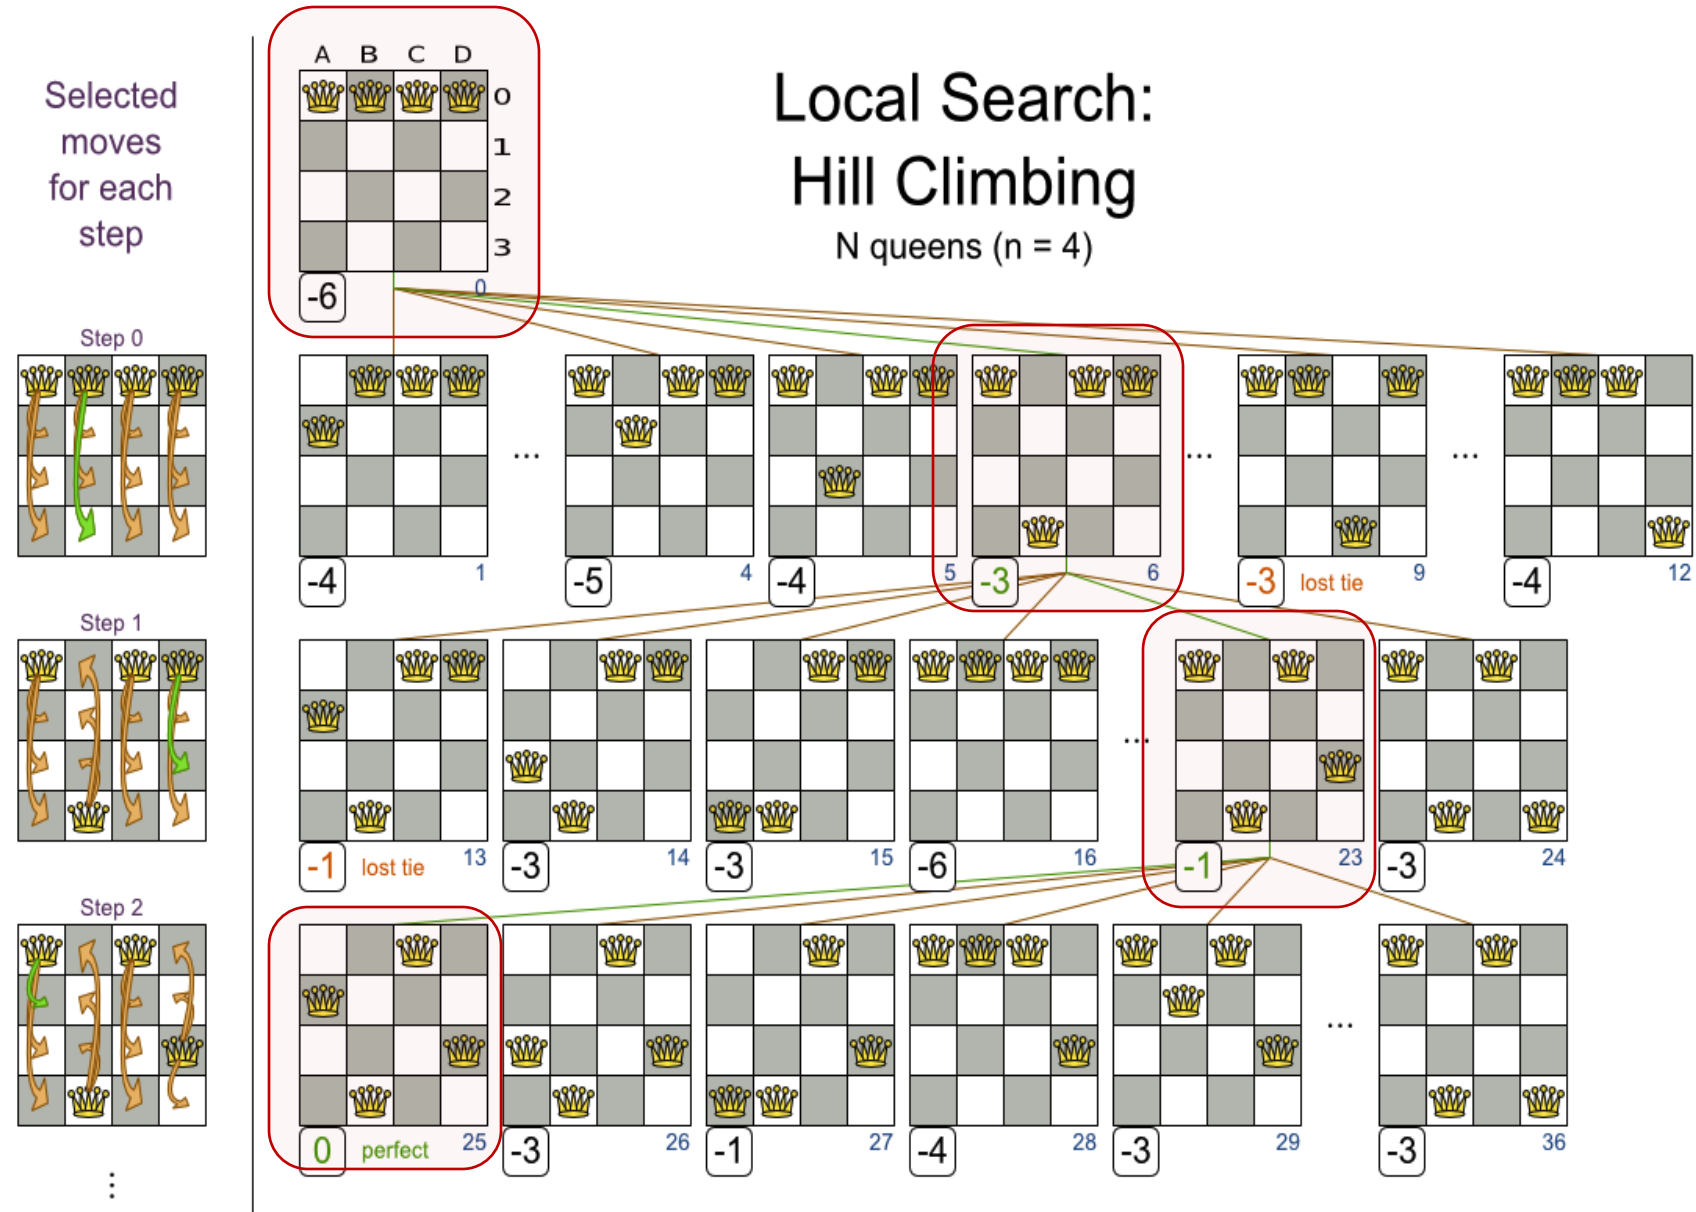 Selected
moves
for each
step
A B C D
0
1
2
3
-6 0
Local Search:
Hill Climbing
N queens (n = 4)
Step 0
...
...
...
-4 1
-5 4
-4 5
-3 6
-3 lost tie 9
-4 12
Step 1
...
-1 lost tie 13
-3 14
-3 15
-6 16
-1 23
-3 24
Step 2
...
0 perfect 25
-3 26
-1 27
-4 28
-3 29
-3 36
⋮